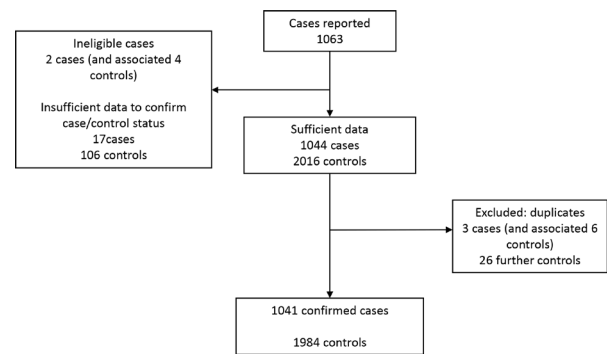 Cases reported
1063
Ineligible cases
2 cases (and associated 4
controls)
Insufficient data to confirm
case/control status
17cases
106 controls
Sufficient data
1044 cases
2016 controls
Excluded: duplicates
3 cases (and associated 6
controls)
26 further controls
1041 confirmed cases
1984 controls